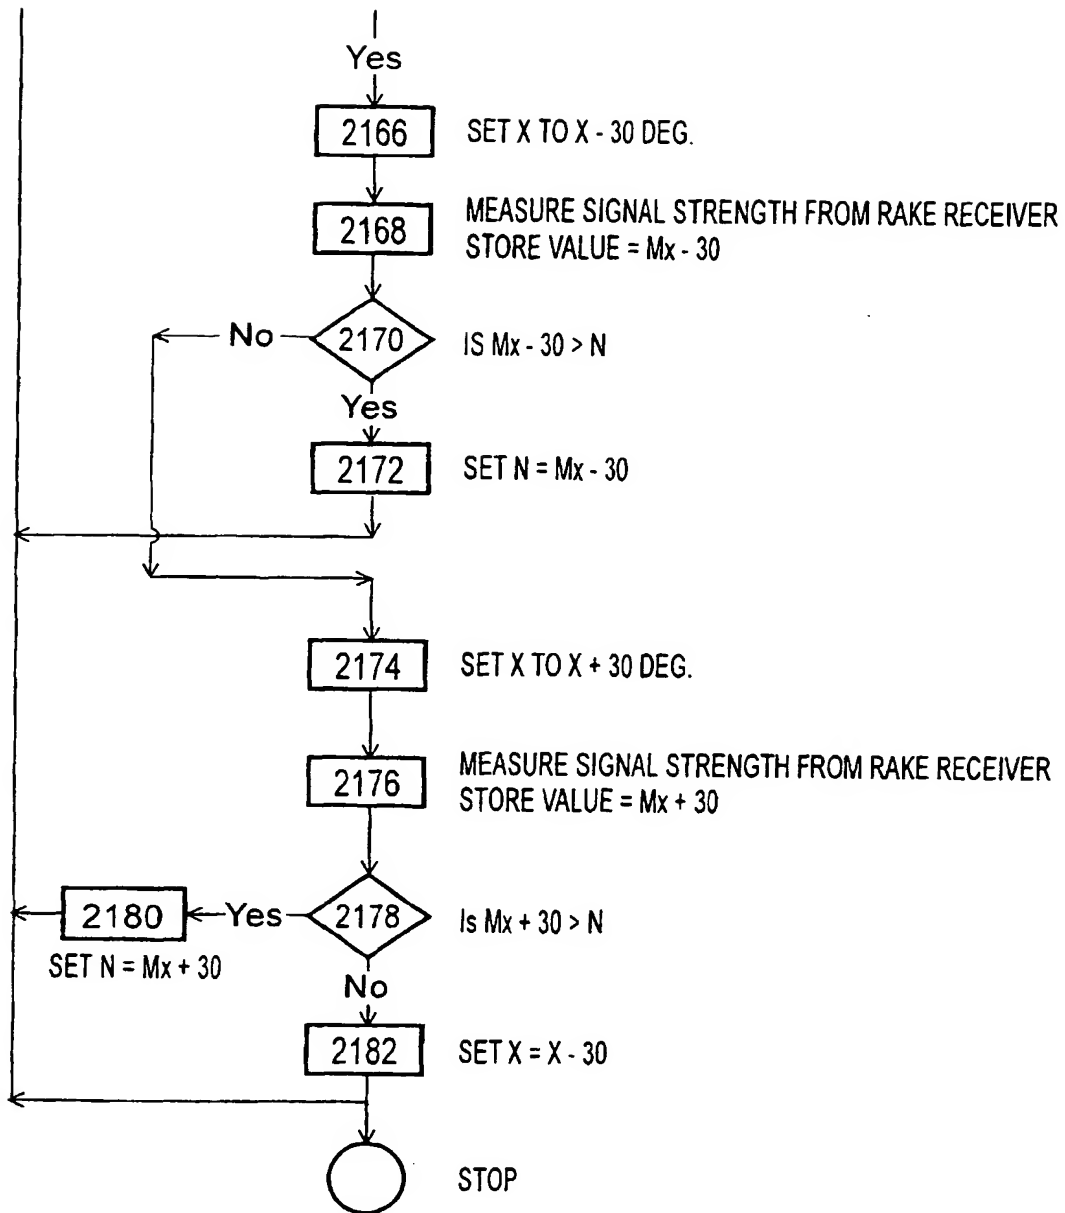 Yes
2166 SET X TO X - 30 DEG.
2168 MEASURE SIGNAL STRENGTH FROM RAKE RECEIVER
STORE VALUE = Mx - 30
No 2170 IS Mx - 30 > N
Yes
2172 SET N = Mx - 30
2174 SET X TO X + 30 DEG.
2176 MEASURE SIGNAL STRENGTH FROM RAKE RECEIVER
STORE VALUE = Mx + 30
2180 Yes 2178 Is Mx + 30 > N
SET N = Mx + 30
No
2182 SET X = X - 30
STOP